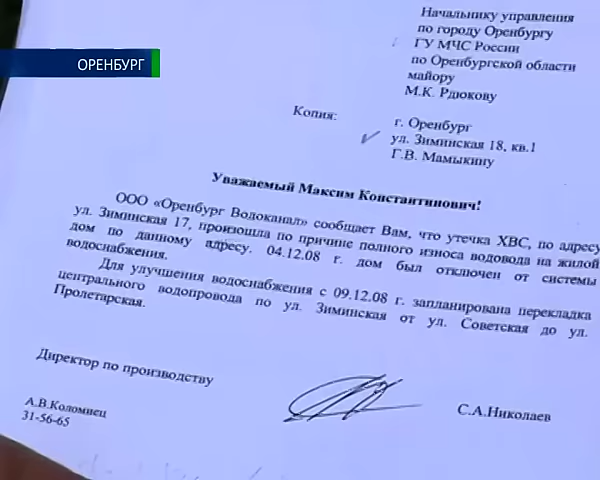 ОРЕНБУРГ
Начальнику управления
по городу Оренбургу
ГУ МЧС России
по Оренбургской области
майору
М.К. Рдюкову
Копия:
г. Оренбург
ул. Зиминская 18, кв.1
Г.В. Мамыкину
Уважаемый Максим Константинович!
ООО «Оренбург Водоканал» сообщает Вам, что утечка ХВС, по адресу
ул. Зиминская 17, произошла по причине полного износа водовода на жилой
дом по данному адресу. 04.12.08 г. дом был отключен от системы
водоснабжения.
Для улучшения водоснабжения с 09.12.08 г. запланирована перекладка
центрального водопровода по ул. Зиминская от ул. Советская до ул.
Пролетарская.
Директор по производству
С.А.Николаев
А.В.Коломиец
31-56-65